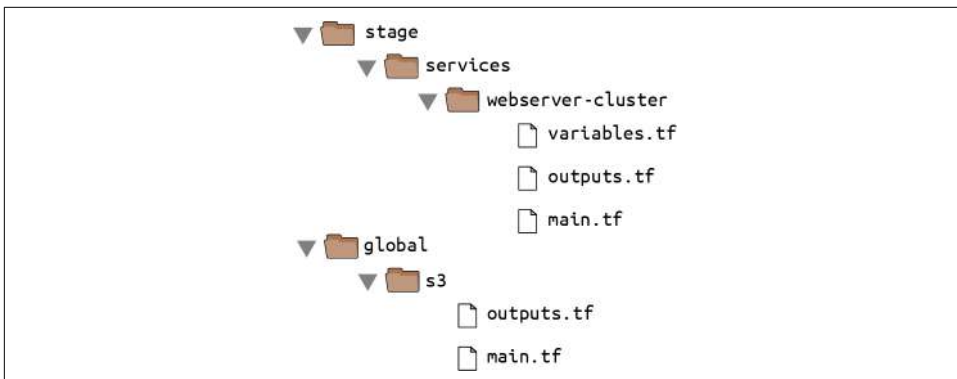 stage
services
webserver-cluster
variables.tf
outputs.tf
main.tf
global
s3
outputs.tf
main.tf